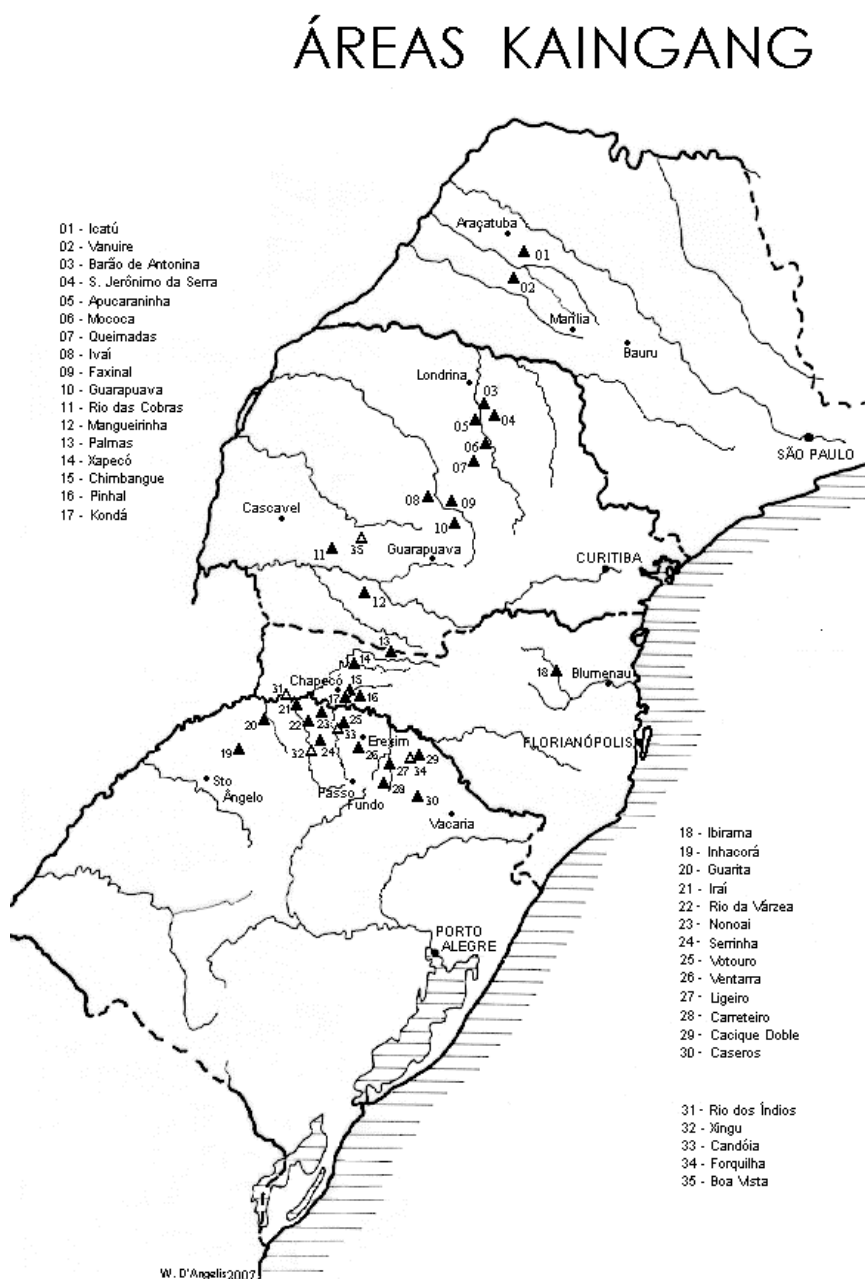 ÁREAS KAINGANG
01 - Icatú
02 - Vanuire
03 - Barão de Antonina
04 - S. Jerônimo da Serra
05 - Apucaraninha
06 - Mococa
07 - Queimadas
08 - Ivaí
09 - Faxinal
10 - Guarapuava
11 - Rio das Cobras
12 - Mangueirinha
13 - Palmas
14 - Xapecó
15 - Chimbangue
16 - Pinhal
17 - Kondá
Araçatuba
01
02
Marília
Bauru
Londrina
03
05
04
SÃO PAULO
06
07
08
09
Cascavel
10
35
11
Guarapuava
CURITIBA
12
13
14
18
Blumenau
Chapecó
15
31
17
16
21
20
22
23
25
33
Erexim
FLORIANÓPOLIS
19
32
24
26
29
27
34
Sto
Ângelo
Passo
Fundo
28
30
Vacaria
PORTO
ALEGRE
18 - Ibirama
19 - Inhacorá
20 - Guarita
21 - Iraí
22 - Rio da Várzea
23 - Nonoai
24 - Serrinha
25 - Votouro
26 - Ventarra
27 - Ligeiro
28 - Carreteiro
29 - Cacique Doble
30 - Caseros
31 - Rio dos Índios
32 - Xingu
33 - Candóia
34 - Forquilha
35 - Boa Vista
W. D'Angelis 2007